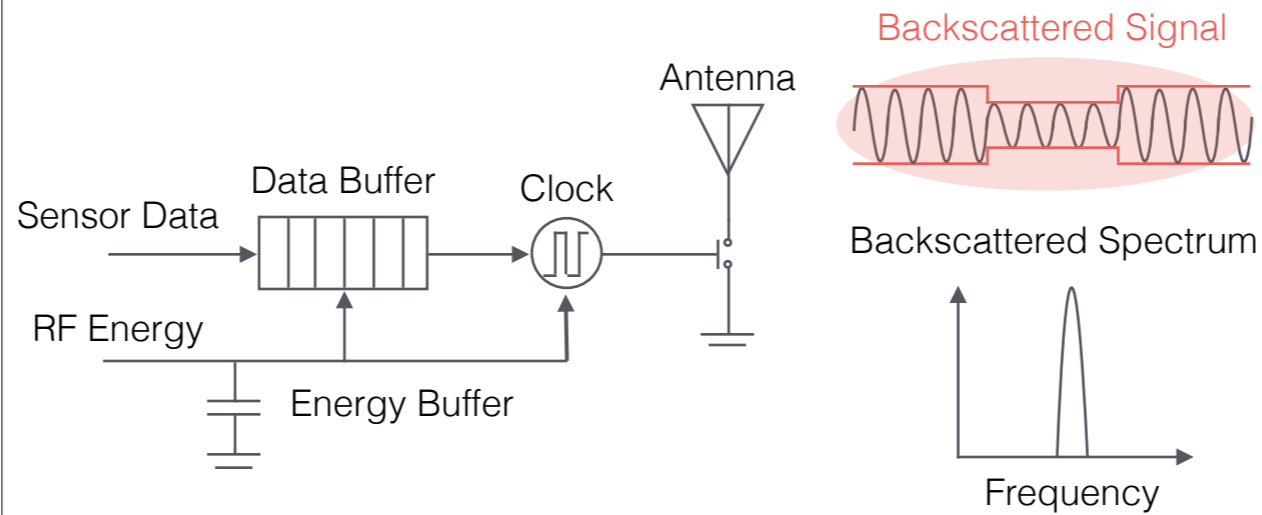 Backscattered Signal
Antenna
Data Buffer
Clock
Sensor Data
Backscattered Spectrum
RF Energy
Energy Buffer
Frequency